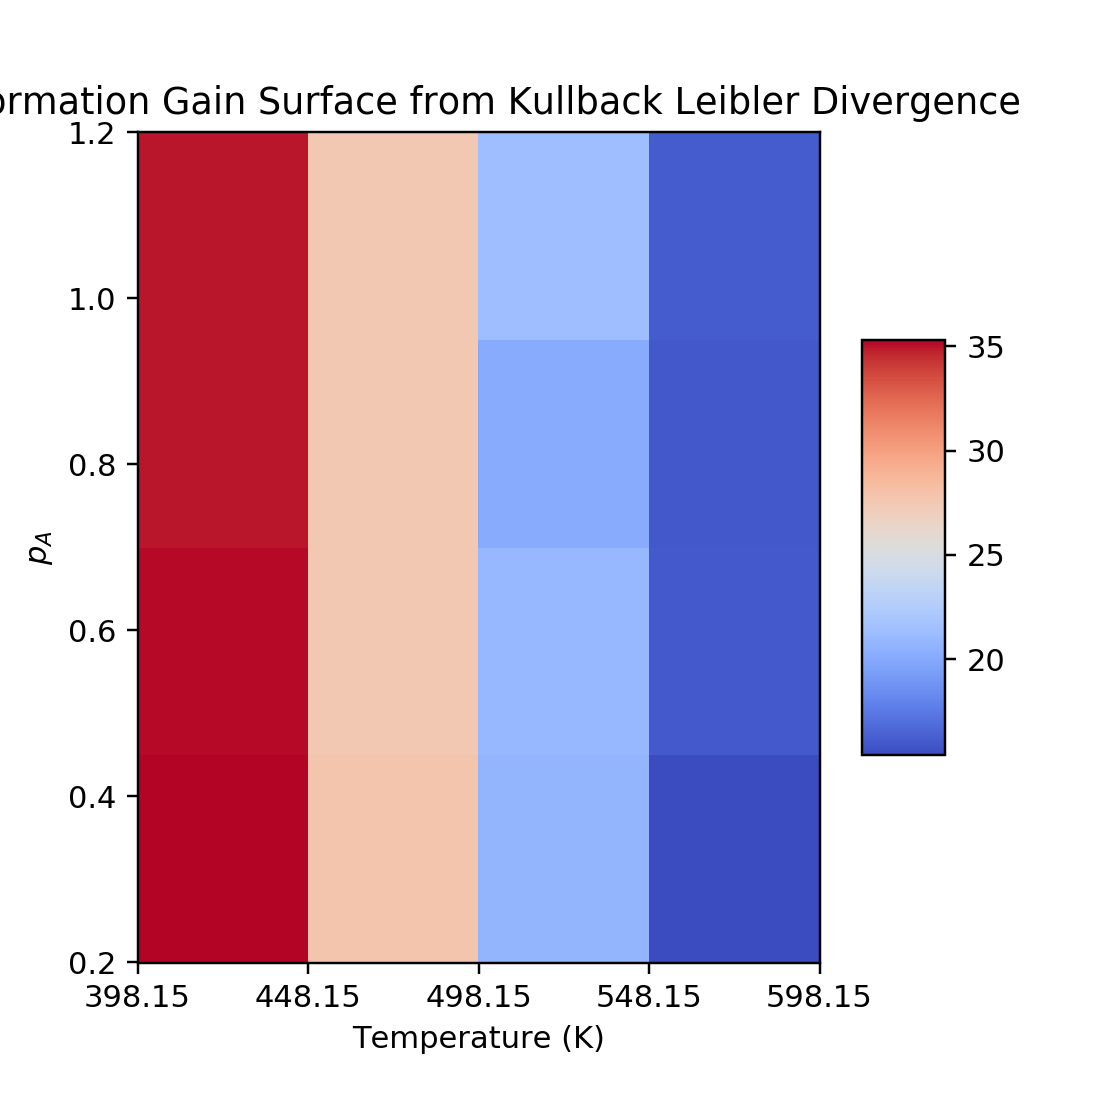 ormation Gain Surface from Kullback Leibler Divergence
1.2
1.0
0.8
0.6
0.4
0.2
p_A
398.15 448.15 498.15 548.15 598.15
Temperature (K)
35
30
25
20